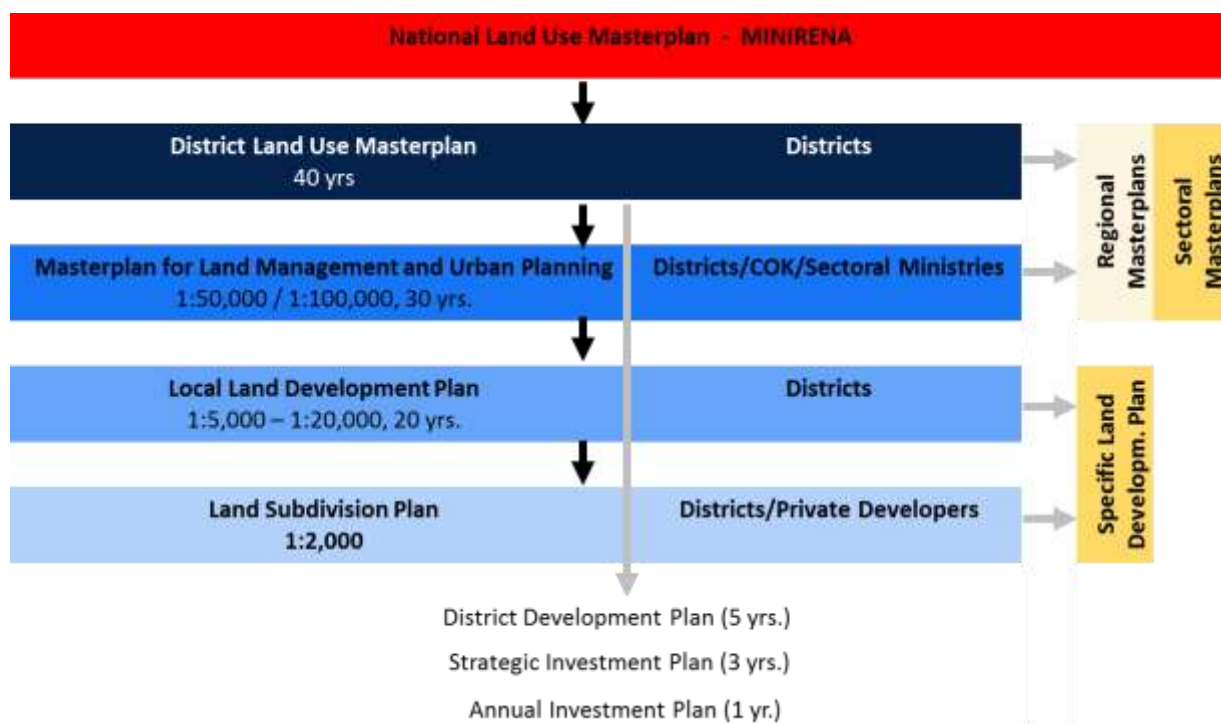 National Land Use Masterplan - MINIRENA
District Land Use Masterplan
40 yrs
Districts
Masterplan for Land Management and Urban Planning
1:50,000 / 1:100,000, 30 yrs.
Districts/COK/Sectoral Ministries
Regional
Masterplans
Sectoral
Masterplans
Local Land Development Plan
1:5,000 – 1:20,000, 20 yrs.
Districts
Land Subdivision Plan
1:2,000
Districts/Private Developers
Specific Land
Developm. Plan
District Development Plan (5 yrs.)
Strategic Investment Plan (3 yrs.)
Annual Investment Plan (1 yr.)